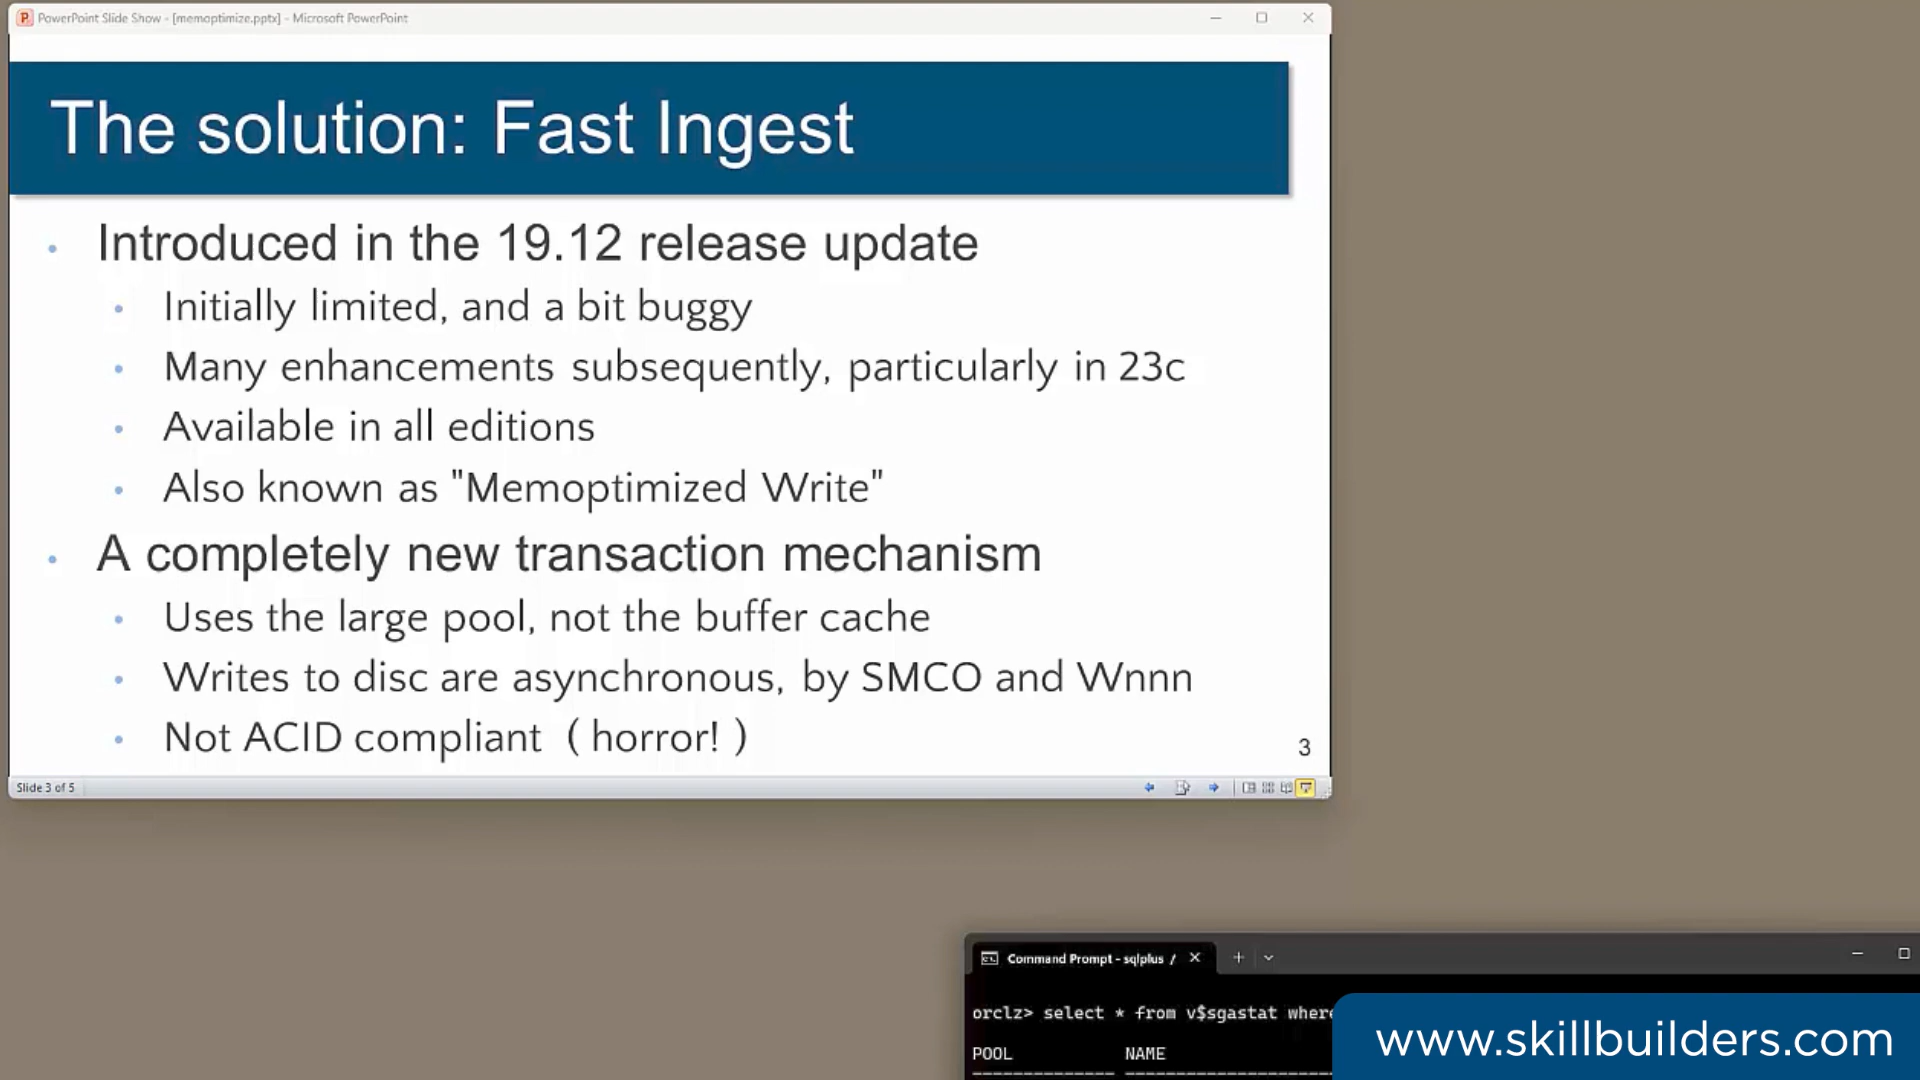 PowerPoint Slide Show - [memoptimize.pptx] - Microsoft PowerPoint
The solution: Fast Ingest
Introduced in the 19.12 release update
Initially limited, and a bit buggy
Many enhancements subsequently, particularly in 23c
Available in all editions
Also known as "Memoptimized Write"
A completely new transaction mechanism
Uses the large pool, not the buffer cache
Writes to disc are asynchronous, by SMCO and Wnnn
Not ACID compliant ( horror! )
3
Slide 3 of 5
Command Prompt - sqlplus /
orclz> select * from v$sgastat where
POOL NAME
www.skillbuilders.com